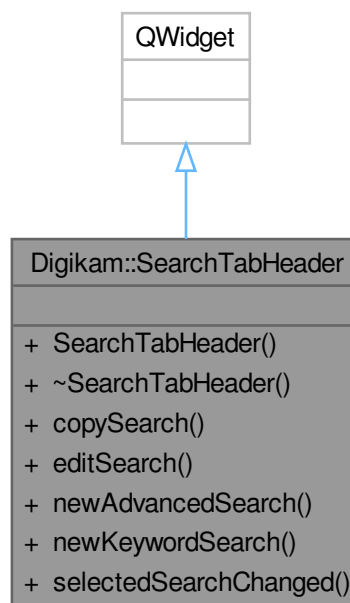 QWidget
Digikam::SearchTabHeader
+ SearchTabHeader()
+ ~SearchTabHeader()
+ copySearch()
+ editSearch()
+ newAdvancedSearch()
+ newKeywordSearch()
+ selectedSearchChanged()